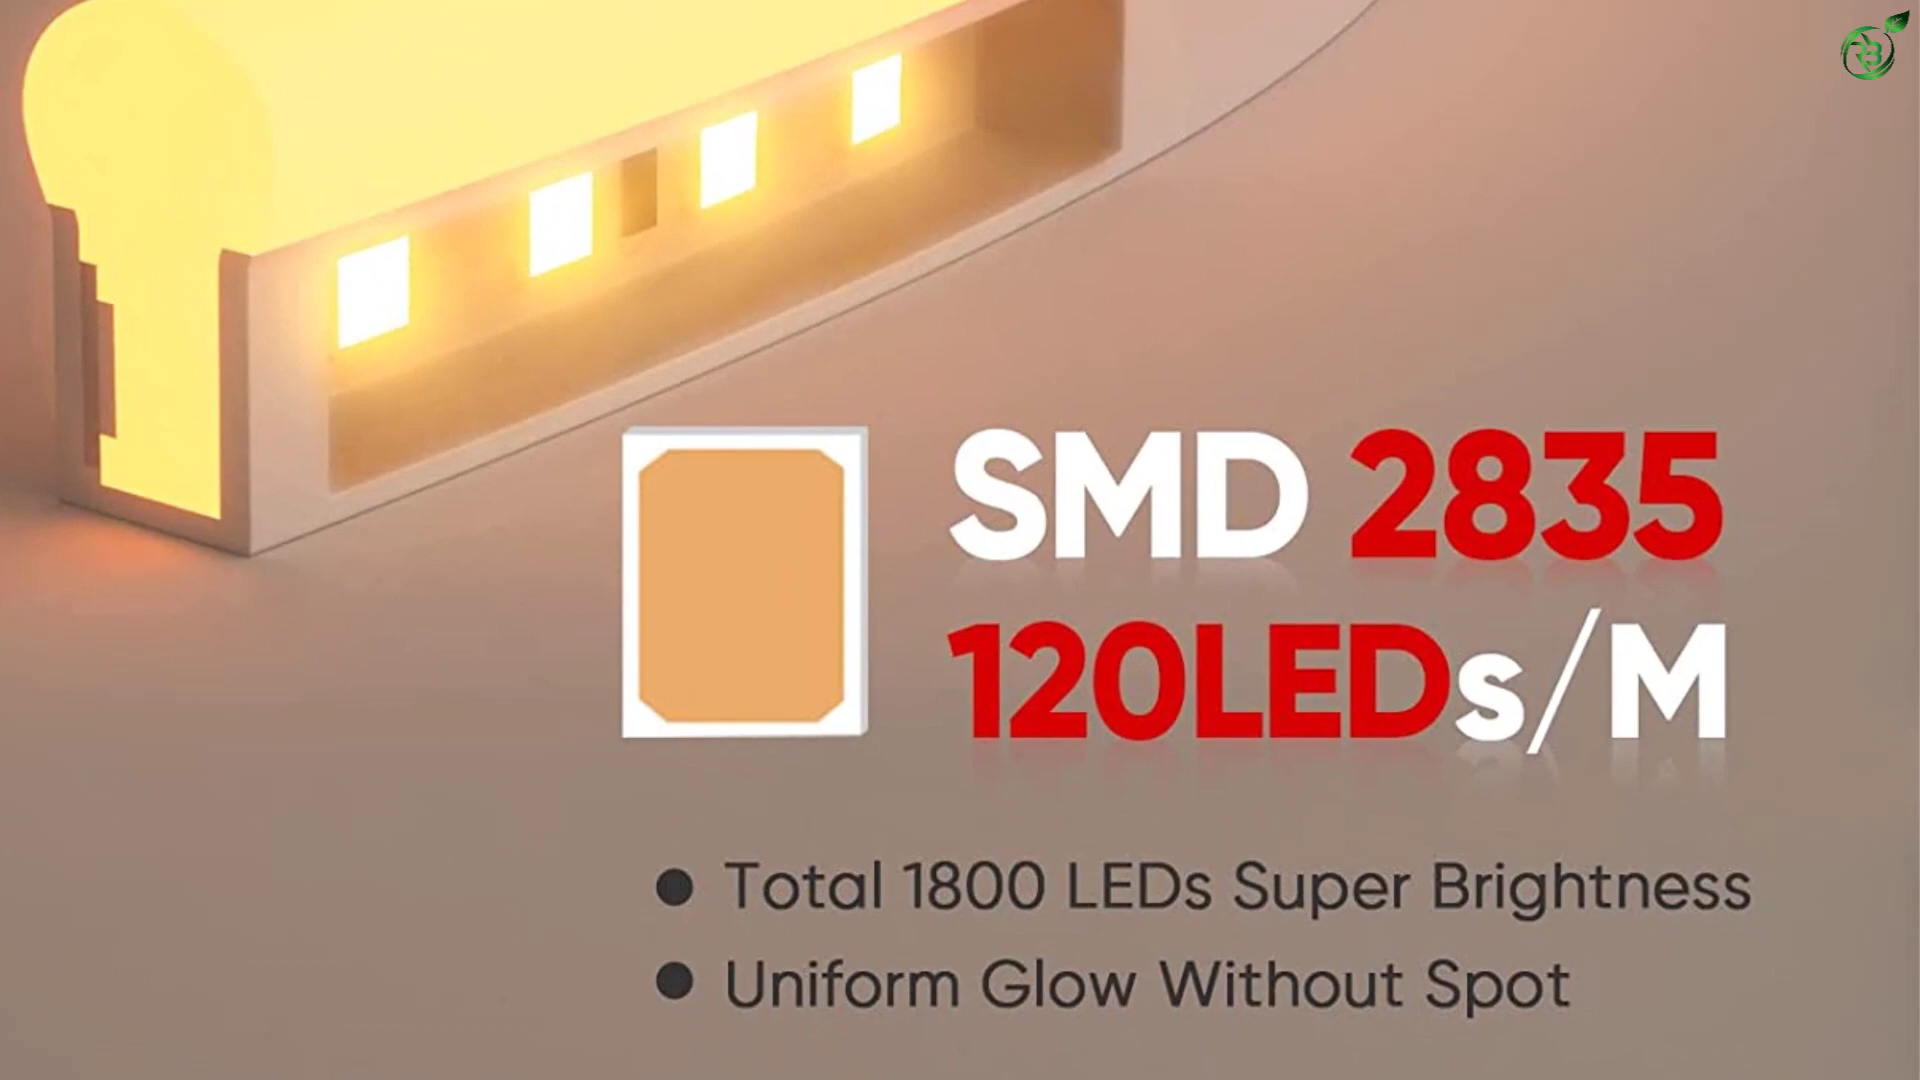 SMD 2835
120LEDs/M
Total 1800 LEDs Super Brightness
Uniform Glow Without Spot